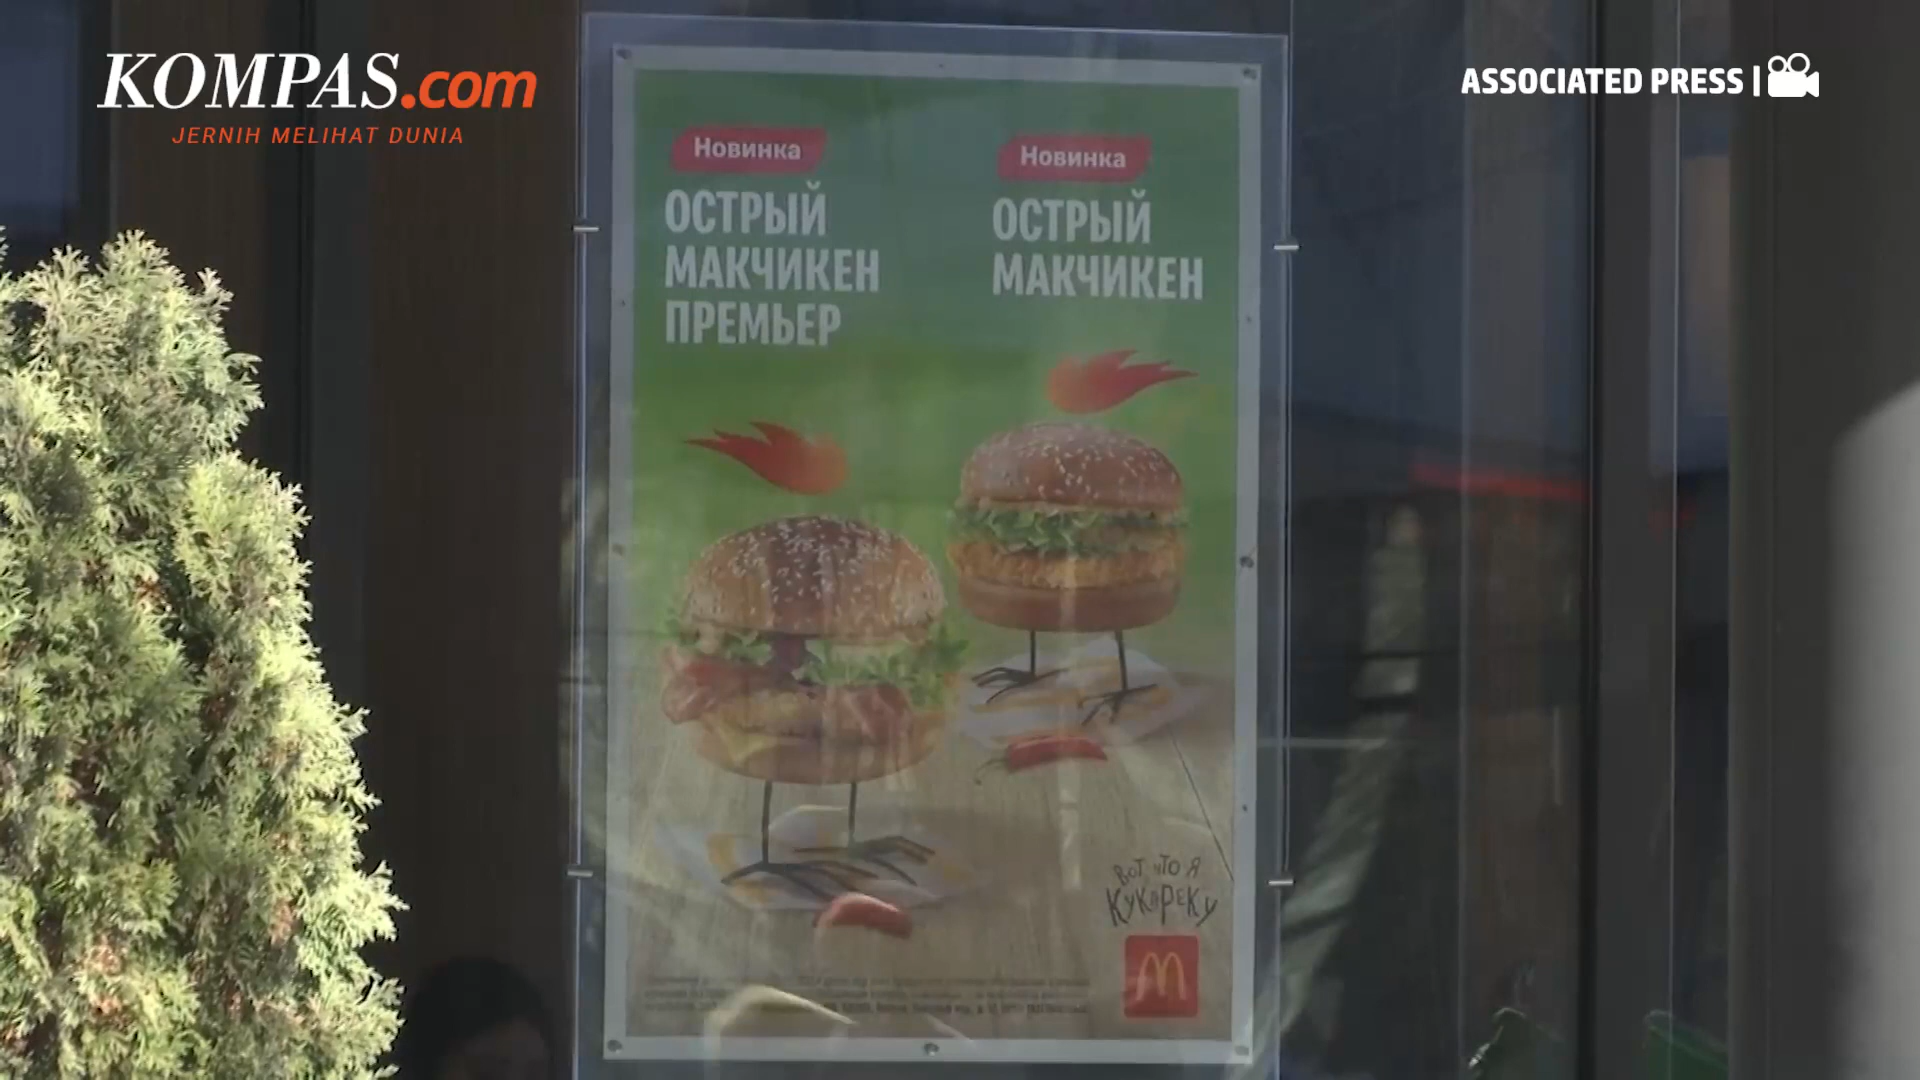 KOMPAS.com
JERNIH MELIHAT DUNIA
ASSOCIATED PRESS |
Новинка
ОСТРЫЙ
МАКЧИКЕН
ПРЕМЬЕР
Новинка
ОСТРЫЙ
МАКЧИКЕН
ВОТ ЧТО Я
КУКАРЕКУ